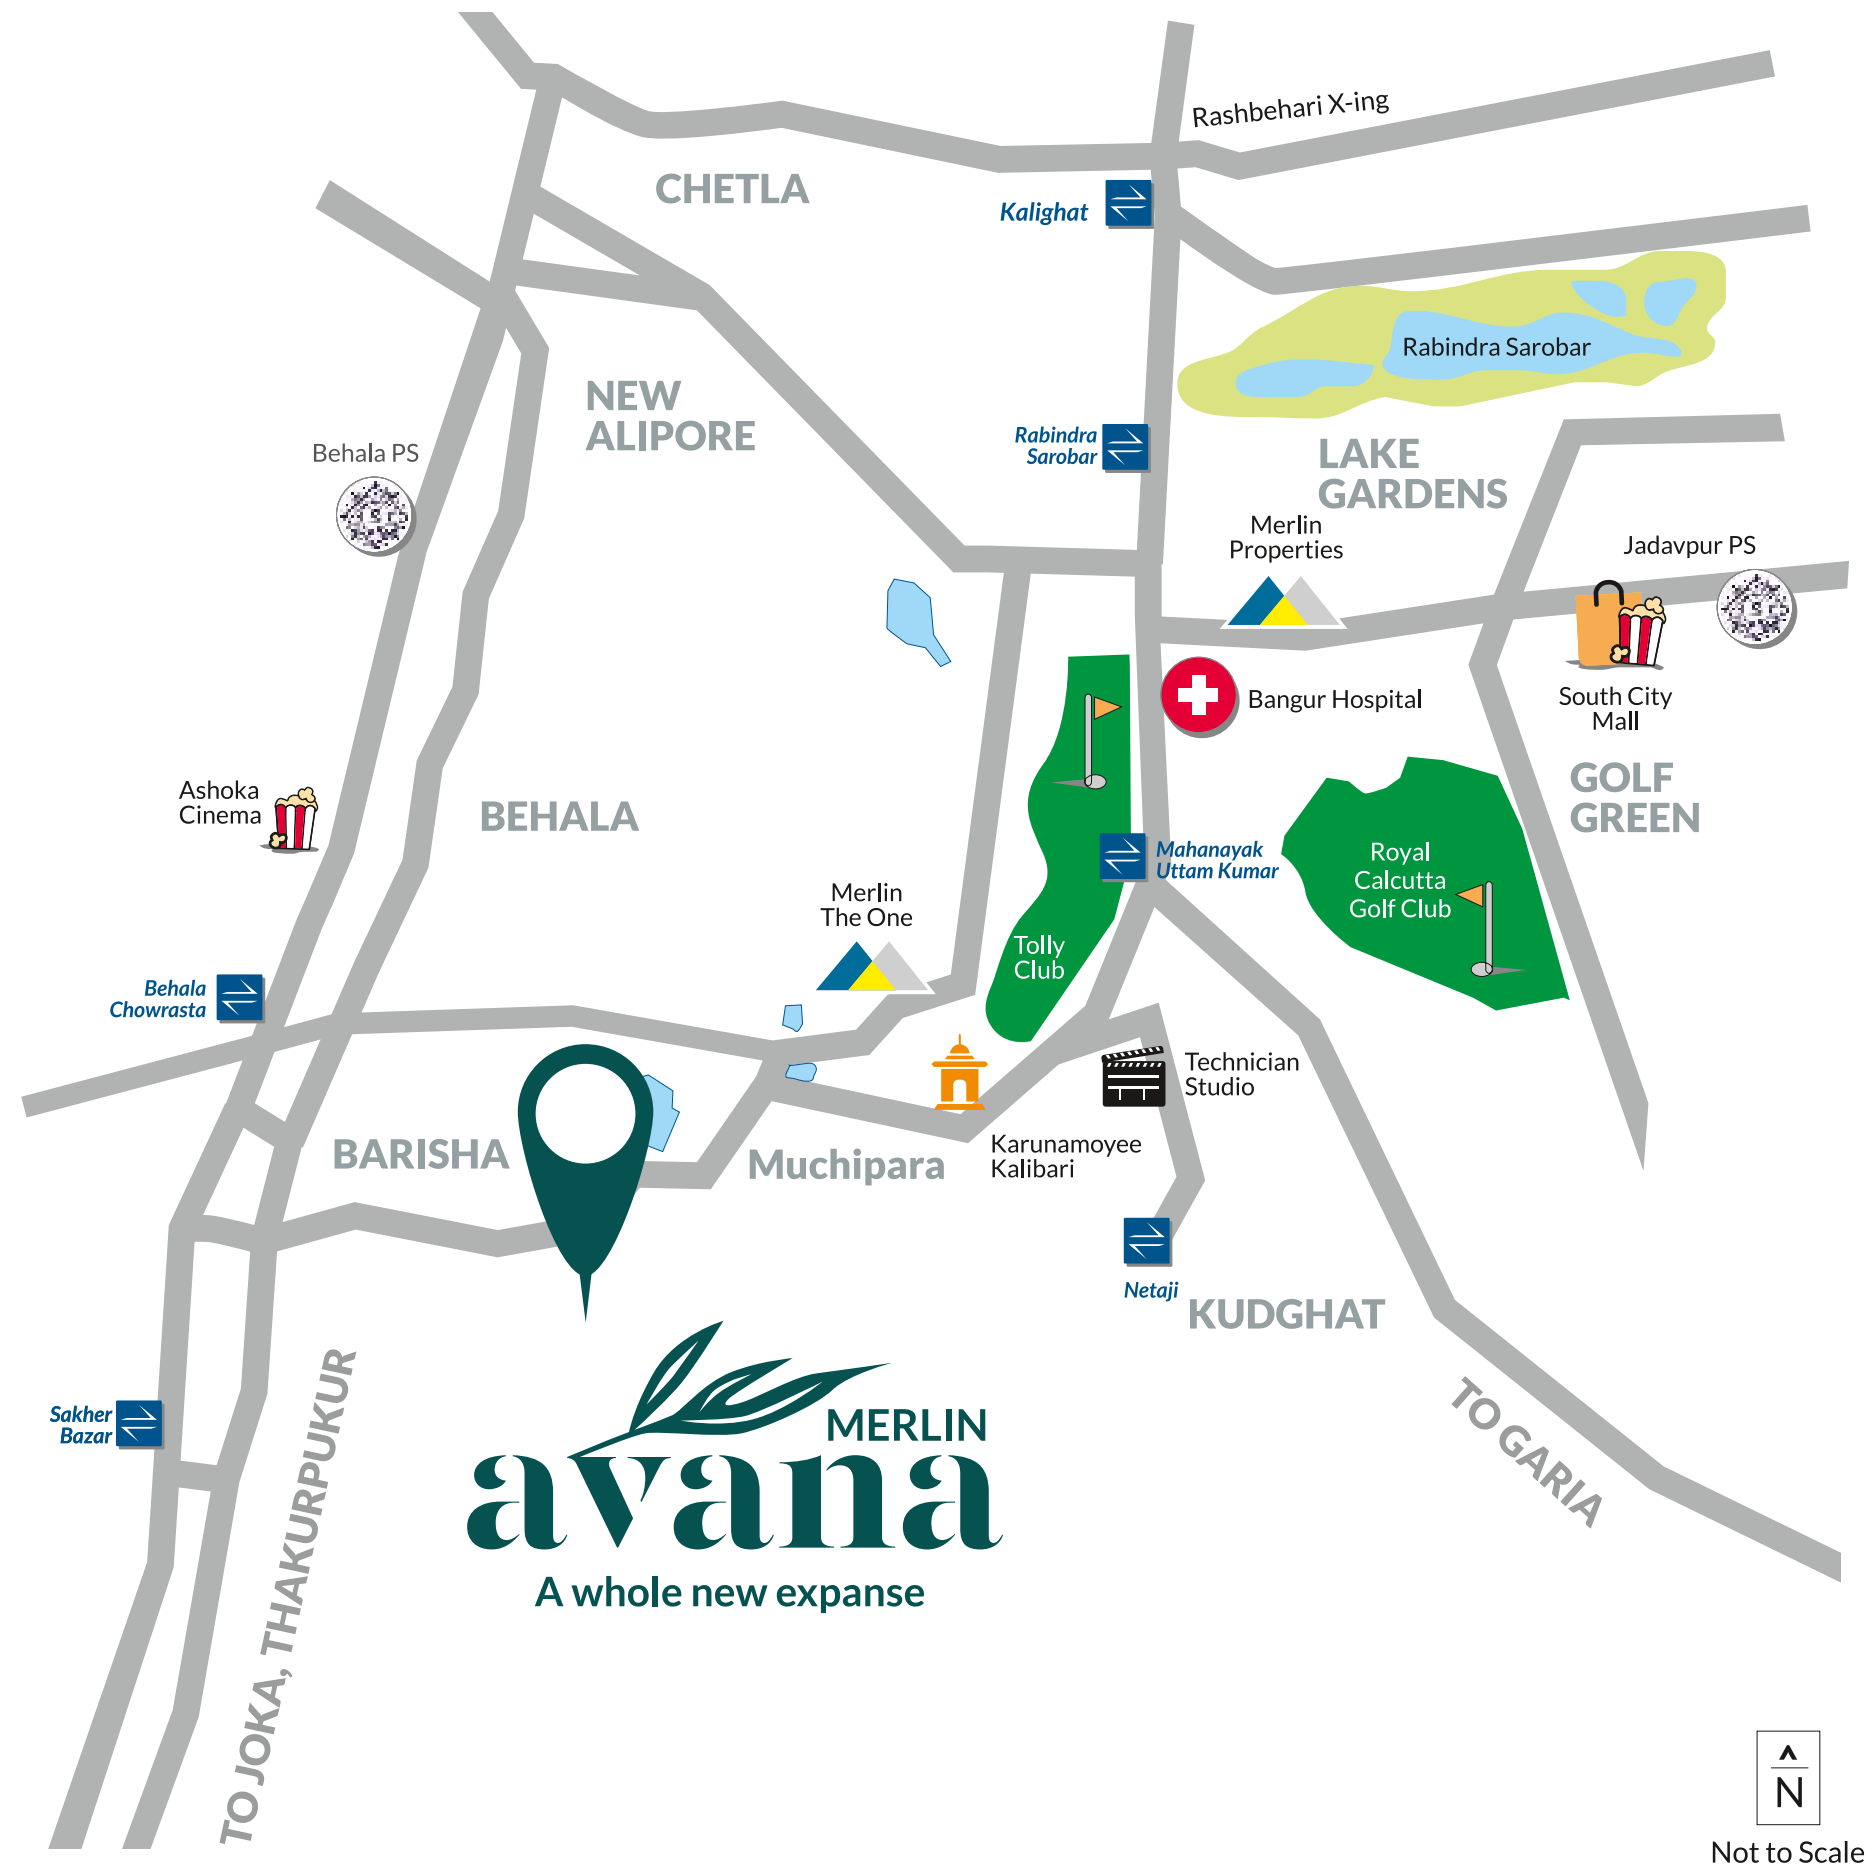 Rashbehari X-ing
CHETLA
Kalighat
Rabindra Sarobar
NEW
ALIPORE
Behala PS
Rabindra
Sarobar
LAKE
GARDENS
Merlin
Properties
Jadavpur PS
Bangur Hospital
South City
Mall
GOLF
GREEN
Ashoka
Cinema
BEHALA
Mahanayak
Uttam Kumar
Royal
Calcutta
Golf Club
Merlin
The One
Tolly
Club
Behala
Chowrasta
Technician
Studio
BARISHA
Muchipara
Karunamoyee
Kalibari
Netaji
KUDGHAT
Sakher
Bazar
TO JOKA, THAKURPUKUR
TO GARIA
MERLIN
avana
A whole new expanse
N
Not to Scale